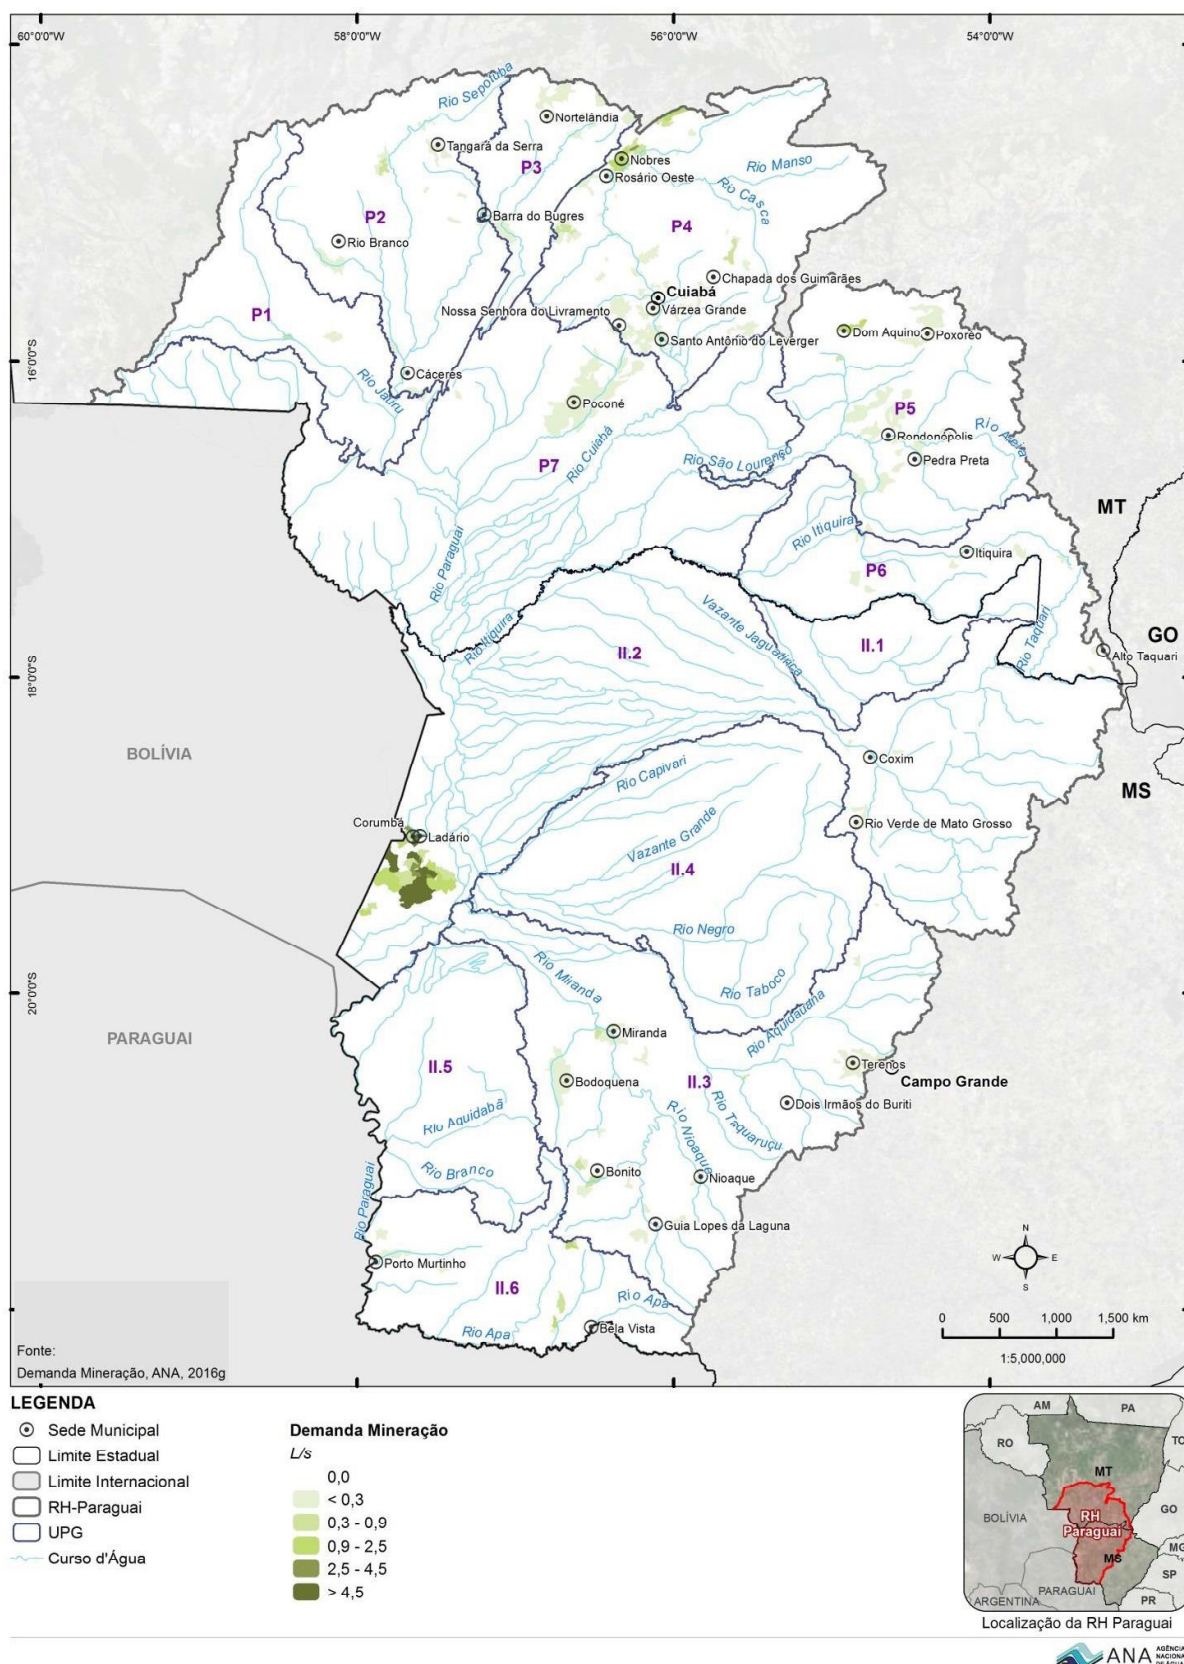 60°0'0"W 58°0'0"W 56°0'0"W 54°0'0"W
Rio Sepotuba
Nortelândia
Tangará da Serra
Nobres
P3
Rosário Oeste
Rio Manso
Rio Casca
P2
Barra do Bugres
P4
Rio Branco
Chapada dos Guimarães
Cuiabá
P1
Nossa Senhora do Livramento
Várzea Grande
Santo Antônio do Leverger
Dom Aquino
Poxoréo
16°0'0"S
Rio Jauru
Cáceres
Poconé
P5
Rio Cuiabá
Rondonópolis
P7
Rio São Lourenço
Pedra Preta
MT
Rio Itiquira
Itiquira
Rio Paraguai
P6
Rio Itiquira
Vazante Jaguatirica
II.2
II.1
Rio Taquari
GO
Alto Taquari
18°0'0"S
BOLÍVIA
Rio Capivari
Coxim
MS
Corumbá
Ladário
Rio Verde de Mato Grosso
Vazante Grande
II.4
Rio Negro
Rio Miranda
Rio Taboco
20°0'0"S
Rio Aquidauana
PARAGUAI
Miranda
II.5
Terenos
Bodoquena
II.3
Campo Grande
Rio Taquaruçu
Dois Irmãos do Buriti
Rio Aquidabã
Rio Nioaque
Rio Branco
Bonito
Nioaque
Rio Paraguai
Guia Lopes da Laguna
Porto Murtinho
II.6
Rio Apa
Rio Apa
Bela Vista
N
W E
S
0 500 1,000 1,500 km
1:5,000,000
Fonte:
Demanda Mineração, ANA, 2016g
LEGENDA
Sede Municipal
Limite Estadual
Limite Internacional
RH-Paraguai
UPG
Curso d'Água
Demanda Mineração
L/s
0,0
< 0,3
0,3 - 0,9
0,9 - 2,5
2,5 - 4,5
> 4,5
AM PA
RO TO
MT
BOLÍVIA GO
RH
Paraguai
MS MG
SP
PARAGUAI
ARGENTINA PR
Localização da RH Paraguai
ANA AGÊNCIA
NACIONAL